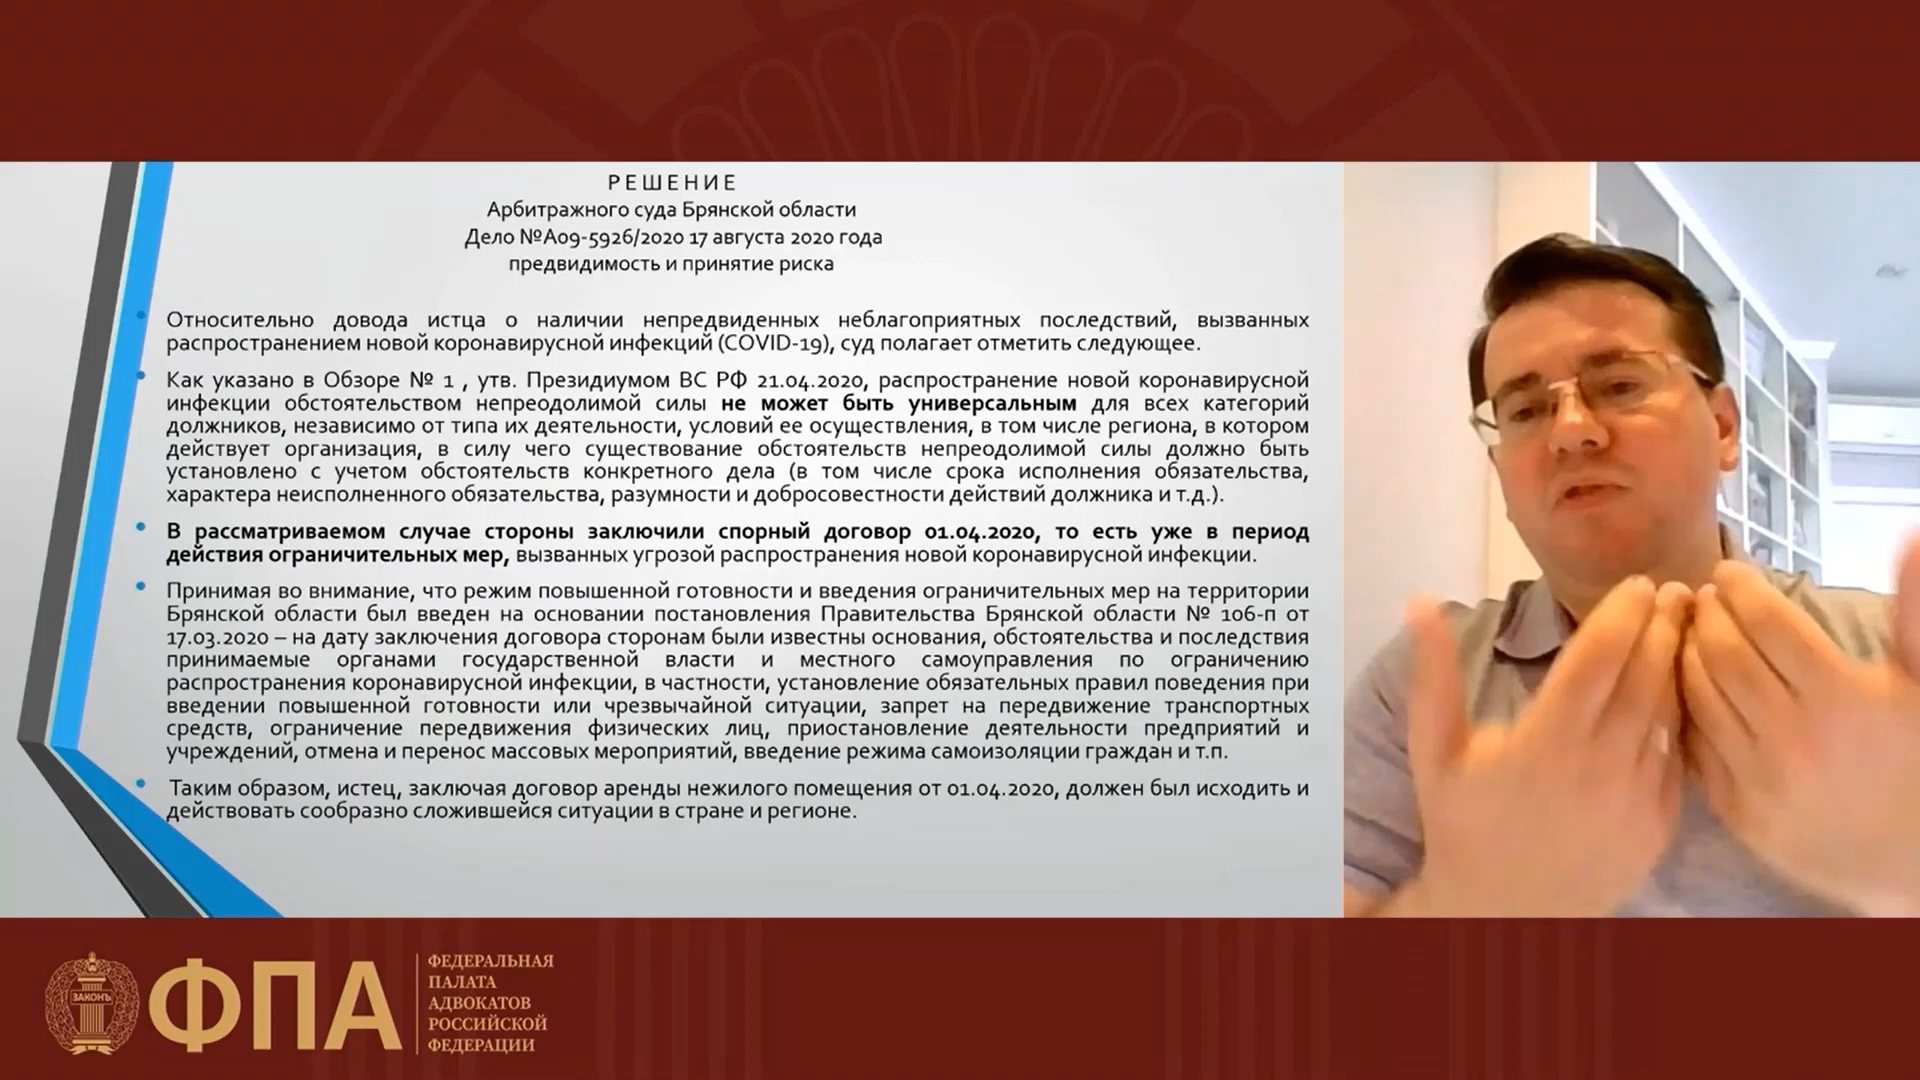 РЕШЕНИЕ
Арбитражного суда Брянской области
Дело №А09-5926/2020 17 августа 2020 года
предвидимость и принятие риска
Относительно довода истца о наличии непредвиденных неблагоприятных последствий, вызванных
распространением новой коронавирусной инфекций (COVID-19), суд полагает отметить следующее.
Как указано в Обзоре № 1 , утв. Президиумом ВС РФ 21.04.2020, распространение новой коронавирусной
инфекции обстоятельством непреодолимой силы не может быть универсальным для всех категорий
должников, независимо от типа их деятельности, условий ее осуществления, в том числе региона, в котором
действует организация, в силу чего существование обстоятельств непреодолимой силы должно быть
установлено с учетом обстоятельств конкретного дела (в том числе срока исполнения обязательства,
характера неисполненного обязательства, разумности и добросовестности действий должника и т.д.).
В рассматриваемом случае стороны заключили спорный договор 01.04.2020, то есть уже в период
действия ограничительных мер, вызванных угрозой распространения новой коронавирусной инфекции.
Принимая во внимание, что режим повышенной готовности и введения ограничительных мер на территории
Брянской области был введен на основании постановления Правительства Брянской области № 106-п от
17.03.2020 – на дату заключения договора сторонам были известны основания, обстоятельства и последствия
принимаемые органами государственной власти и местного самоуправления по ограничению
распространения коронавирусной инфекции, в частности, установление обязательных правил поведения при
введении повышенной готовности или чрезвычайной ситуации, запрет на передвижение транспортных
средств, ограничение передвижения физических лиц, приостановление деятельности предприятий и
учреждений, отмена и перенос массовых мероприятий, введение режима самоизоляции граждан и т.п.
Таким образом, истец, заключая договор аренды нежилого помещения от 01.04.2020, должен был исходить и
действовать сообразно сложившейся ситуации в стране и регионе.
ЗАКОНЪ
ФПА
ФЕДЕРАЛЬНАЯ
ПАЛАТА
АДВОКАТОВ
РОССИЙСКОЙ
ФЕДЕРАЦИИ